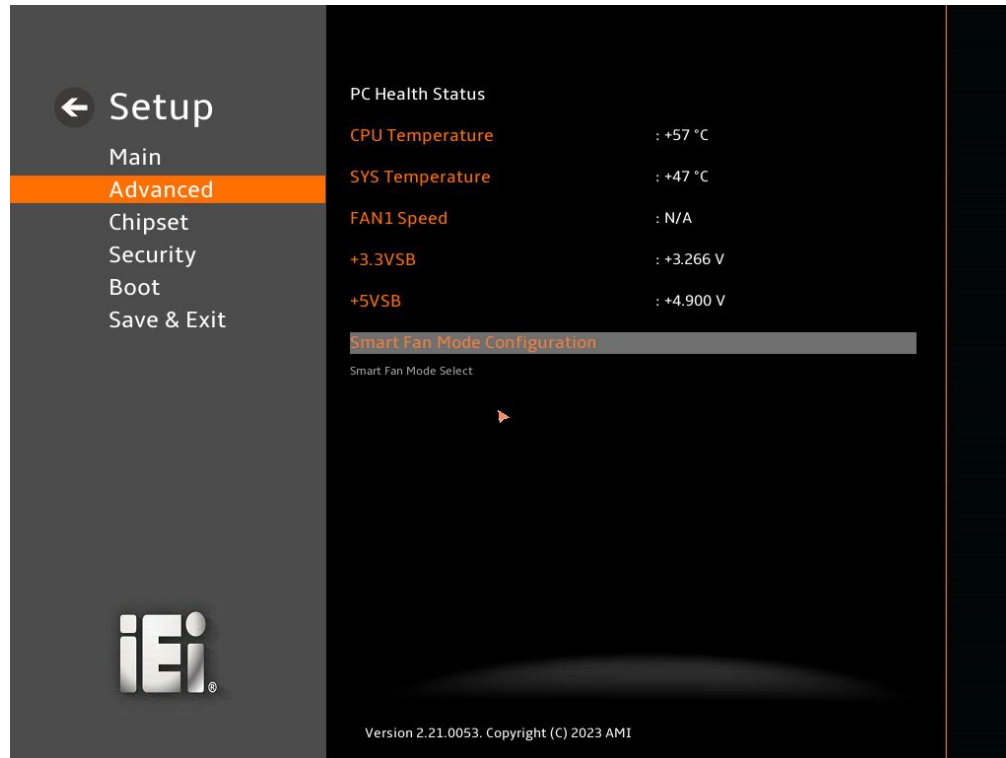 Setup
Main
Advanced
Chipset
Security
Boot
Save & Exit
PC Health Status
CPU Temperature : +57 °C
SYS Temperature : +47 °C
FAN1 Speed : N/A
+3.3VSB : +3.266 V
+5VSB : +4.900 V
Smart Fan Mode Configuration
Smart Fan Mode Select
iEi®
Version 2.21.0053. Copyright (C) 2023 AMI